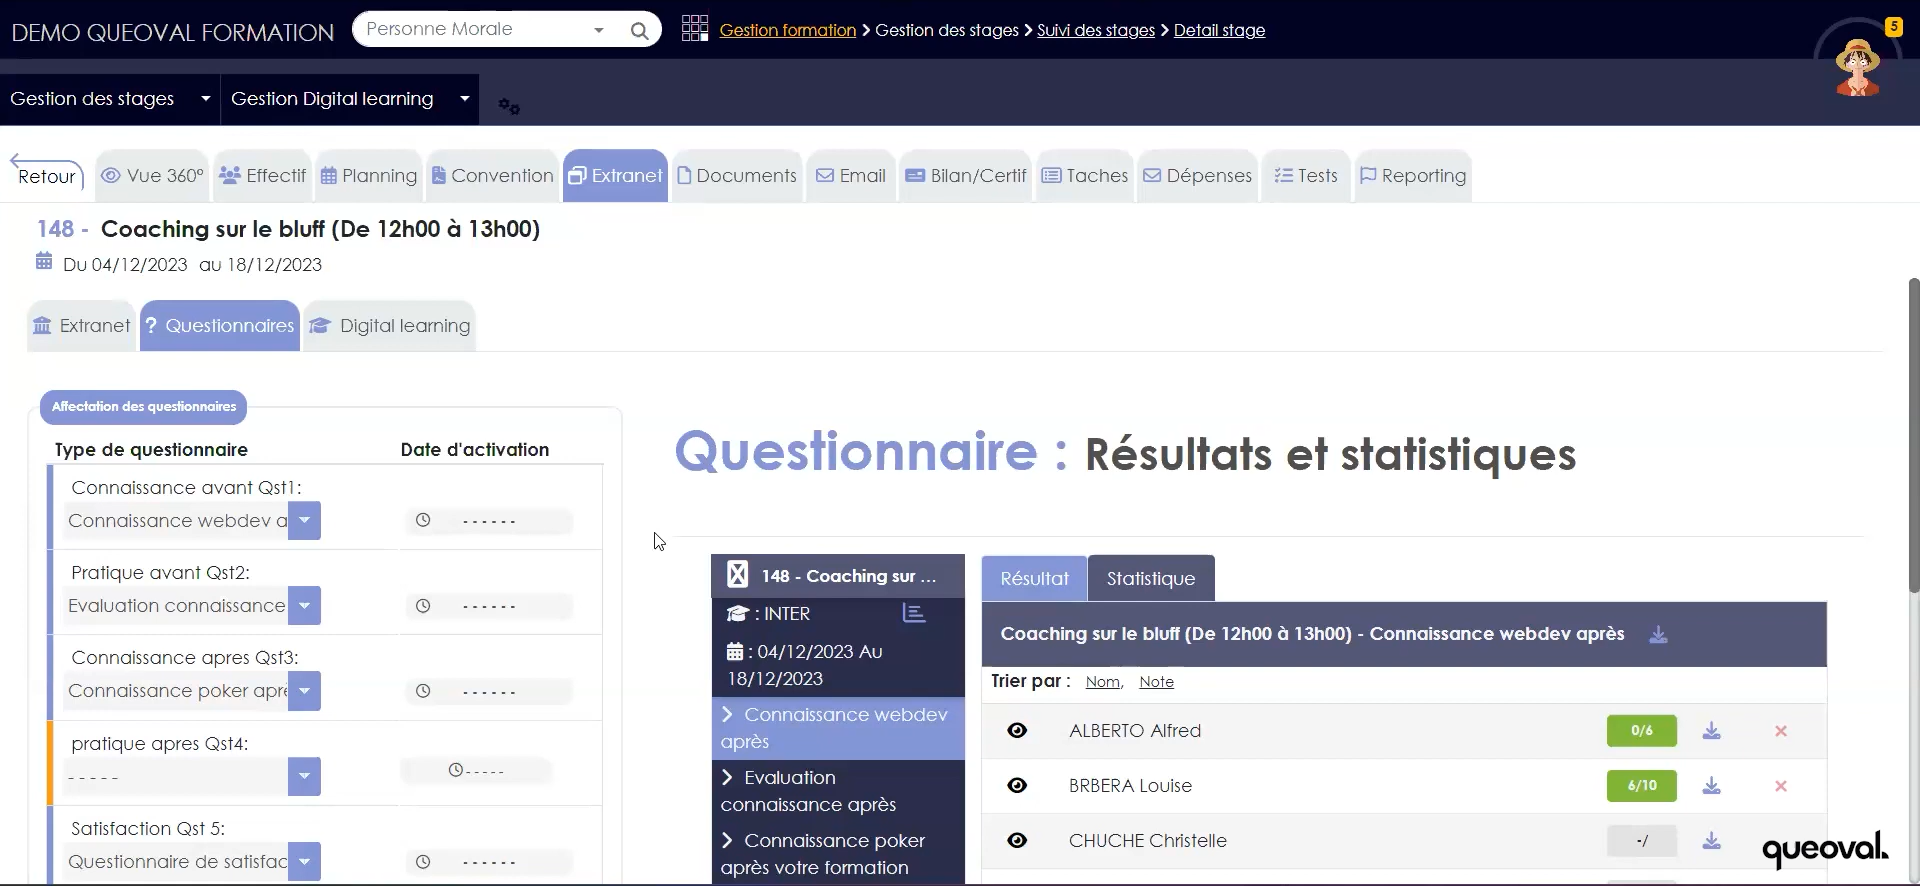 DEMO QUEOVAL FORMATION
Personne Morale
Gestion formation > Gestion des stages > Suivi des stages > Detail stage
5
Gestion des stages
Gestion Digital learning
Retour
Vue 360°
Effectif
Planning
Convention
Extranet
Documents
Email
Bilan/Certif
Taches
Dépenses
Tests
Reporting
148 - Coaching sur le bluff (De 12h00 à 13h00)
Du 04/12/2023 au 18/12/2023
Extranet
? Questionnaires
Digital learning
Affectation des questionnaires
Type de questionnaire
Date d'activation
Connaissance avant Qst1:
Connaissance webdev a
------
Pratique avant Qst2:
Evaluation connaissance
------
Connaissance apres Qst3:
Connaissance poker apre
------
pratique apres Qst4:
-----
-----
Satisfaction Qst 5:
Questionnaire de satisfac
------
Questionnaire : Résultats et statistiques
148 - Coaching sur ...
: INTER
: 04/12/2023 Au
18/12/2023
> Connaissance webdev
après
> Evaluation
connaissance après
> Connaissance poker
après votre formation
Résultat
Statistique
Coaching sur le bluff (De 12h00 à 13h00) - Connaissance webdev après
Trier par : Nom, Note
ALBERTO Alfred
0/6
BRBERA Louise
6/10
CHUCHE Christelle
-/
queoval.